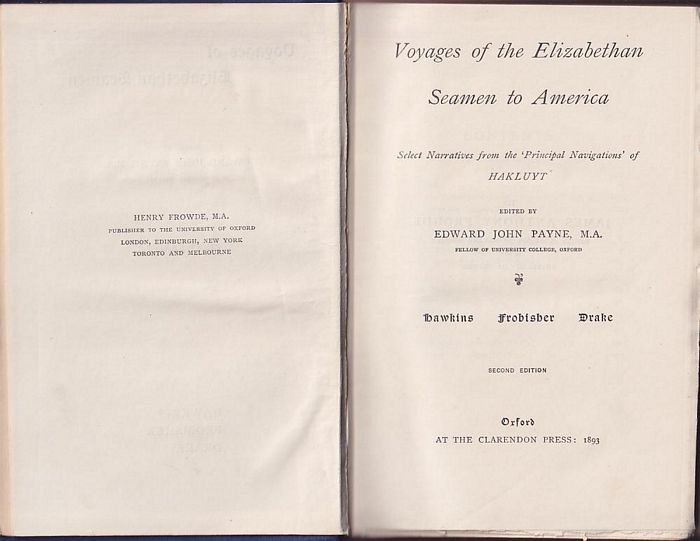 HENRY FROWDE, M.A.
PUBLISHER TO THE UNIVERSITY OF OXFORD
LONDON, EDINBURGH, NEW YORK
TORONTO AND MELBOURNE
Voyages of the Elizabethan
Seamen to America
Select Narratives from the 'Principal Navigations' of
HAKLUYT
EDITED BY
EDWARD JOHN PAYNE, M.A.
FELLOW OF UNIVERSITY COLLEGE, OXFORD
Hawkins Frobisher Drake
SECOND EDITION
Oxford
AT THE CLARENDON PRESS: 1893